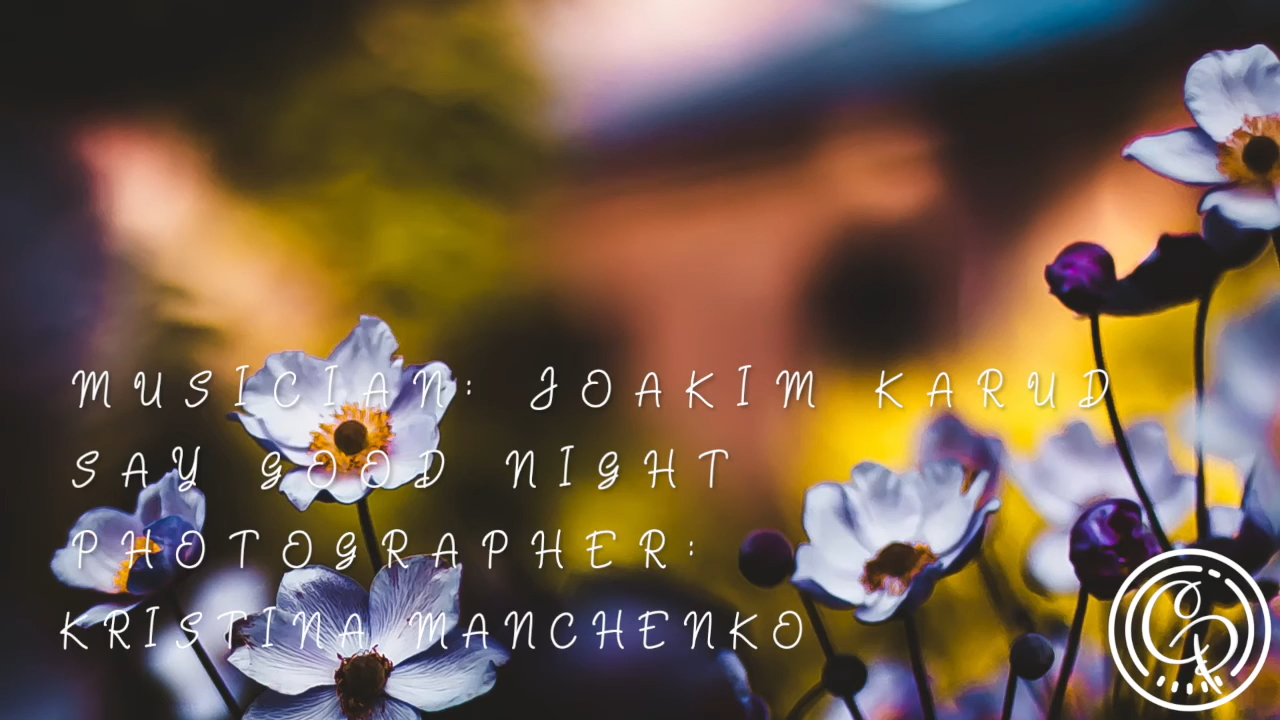 MUSICIAN: JOAKIM KARUD
SAY GOOD NIGHT
PHOTOGRAPHER:
KRISTINA MANCHENKO